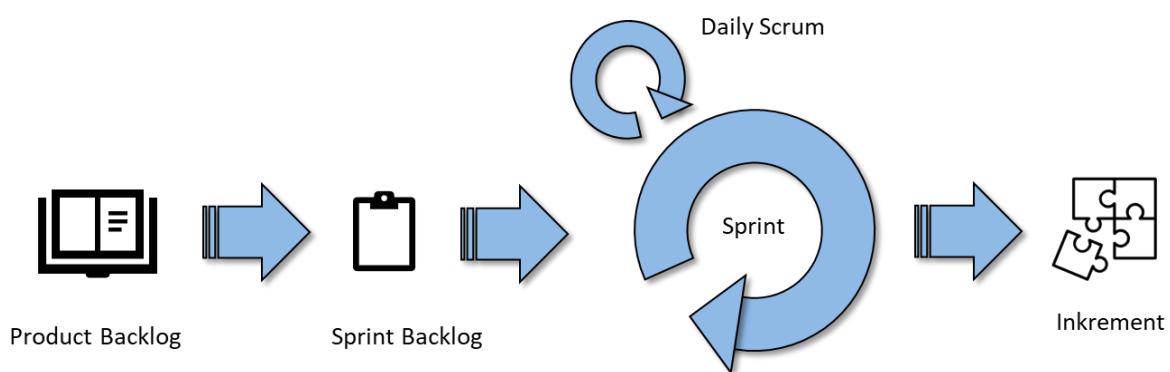 Daily Scrum
Sprint
Product Backlog
Sprint Backlog
Inkrement